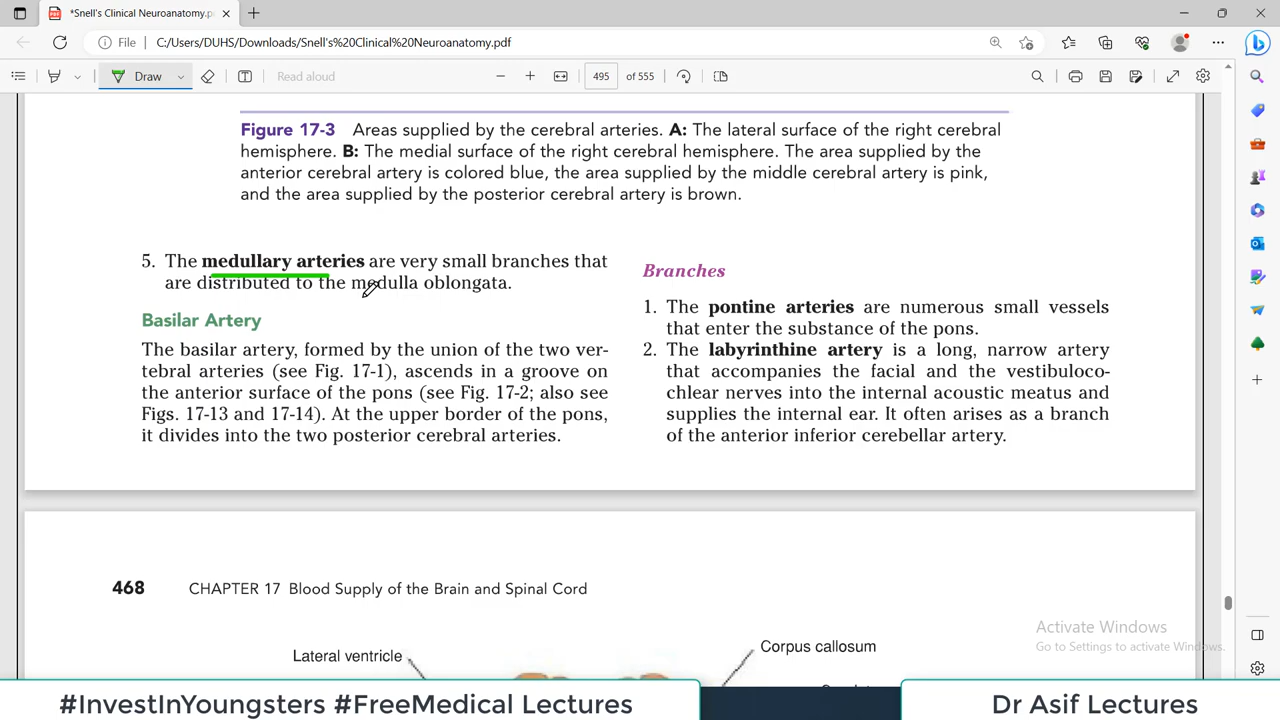 *Snell's Clinical Neuroanatomy.p
File
C:/Users/DUHS/Downloads/Snell's%20Clinical%20Neuroanatomy.pdf
Draw
Read aloud
495 of 555
Figure 17-3 Areas supplied by the cerebral arteries. A: The lateral surface of the right cerebral
hemisphere. B: The medial surface of the right cerebral hemisphere. The area supplied by the
anterior cerebral artery is colored blue, the area supplied by the middle cerebral artery is pink,
and the area supplied by the posterior cerebral artery is brown.
5. The medullary arteries are very small branches that
are distributed to the medulla oblongata.
Basilar Artery
The basilar artery, formed by the union of the two ver-
tebral arteries (see Fig. 17-1), ascends in a groove on
the anterior surface of the pons (see Fig. 17-2; also see
Figs. 17-13 and 17-14). At the upper border of the pons,
it divides into the two posterior cerebral arteries.
Branches
1. The pontine arteries are numerous small vessels
that enter the substance of the pons.
2. The labyrinthine artery is a long, narrow artery
that accompanies the facial and the vestibuloco-
chlear nerves into the internal acoustic meatus and
supplies the internal ear. It often arises as a branch
of the anterior inferior cerebellar artery.
468 CHAPTER 17 Blood Supply of the Brain and Spinal Cord
Lateral ventricle
Corpus callosum
Activate Windows
Go to Settings to activate Windows.
#InvestInYoungsters #FreeMedical Lectures
Dr Asif Lectures